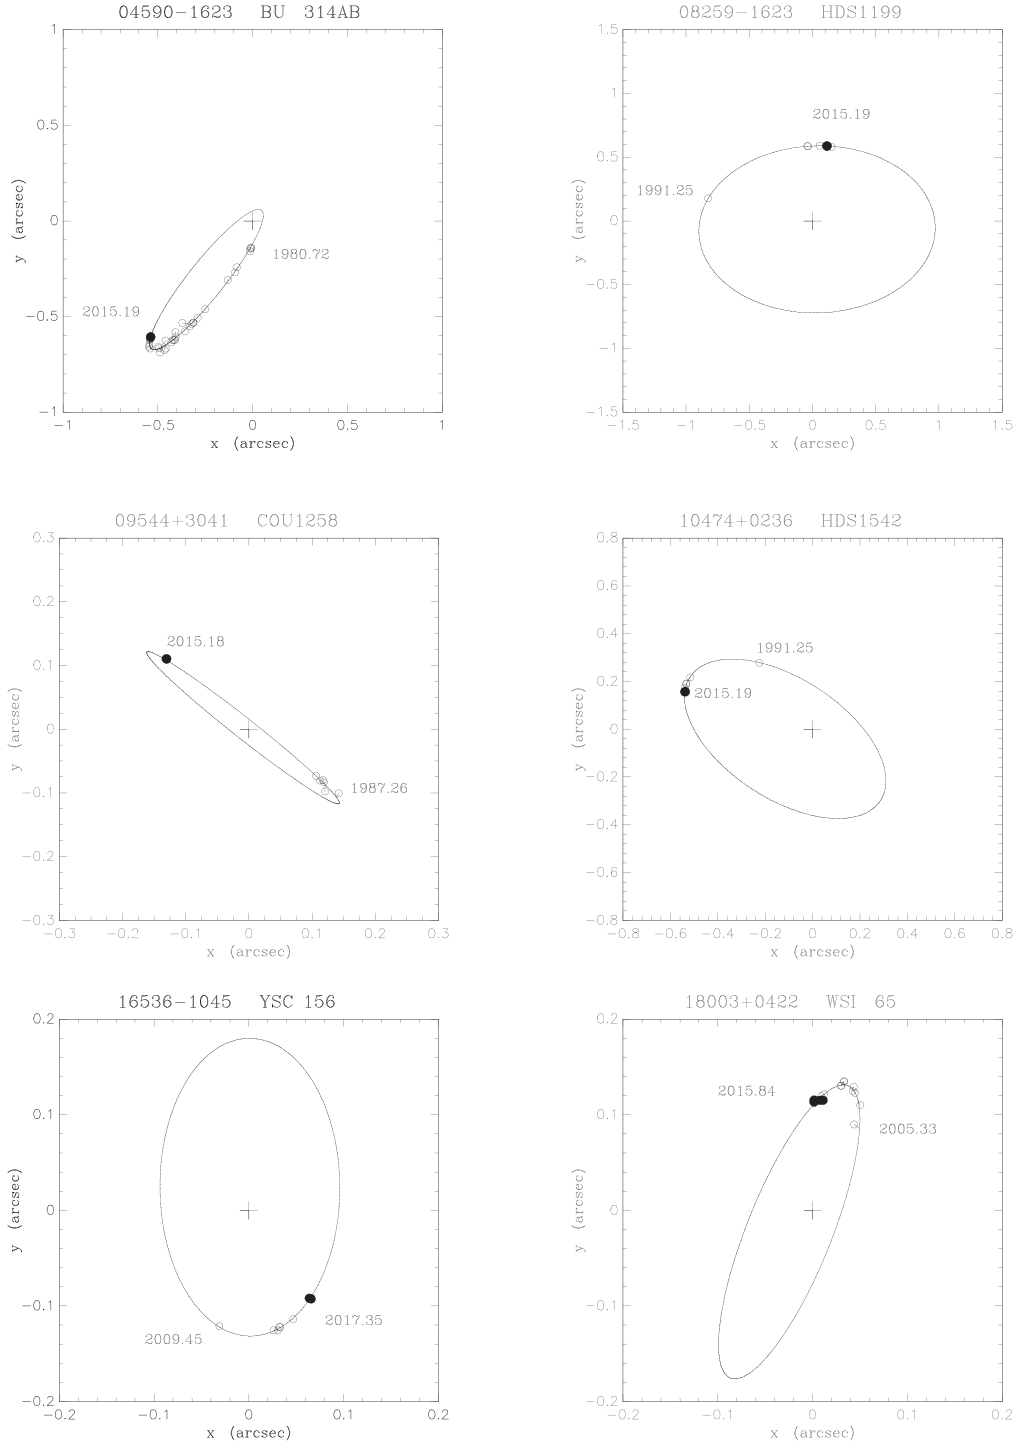 04590−1623 BU 314AB
1
0.5
0
−0.5
−1
y (arcsec)
1980.72
2015.19
−1 −0.5 0 0.5 1
x (arcsec)
08259−1623 HDS1199
1.5
1
0.5
0
−0.5
−1
−1.5
y (arcsec)
2015.19
1991.25
−1.5 −1 −0.5 0 0.5 1 1.5
x (arcsec)
09544+3041 COU1258
0.3
0.2
0.1
0
−0.1
−0.2
−0.3
y (arcsec)
2015.18
1987.26
−0.3 −0.2 −0.1 0 0.1 0.2 0.3
x (arcsec)
10474+0236 HDS1542
0.8
0.6
0.4
0.2
0
−0.2
−0.4
−0.6
−0.8
y (arcsec)
1991.25
2015.19
−0.8 −0.6 −0.4 −0.2 0 0.2 0.4 0.6 0.8
x (arcsec)
16536−1045 YSC 156
0.2
0.1
0
−0.1
−0.2
y (arcsec)
2017.35
2009.45
−0.2 −0.1 0 0.1 0.2
x (arcsec)
18003+0422 WSI 65
0.2
0.1
0
−0.1
−0.2
y (arcsec)
2015.84
2005.33
−0.2 −0.1 0 0.1 0.2
x (arcsec)